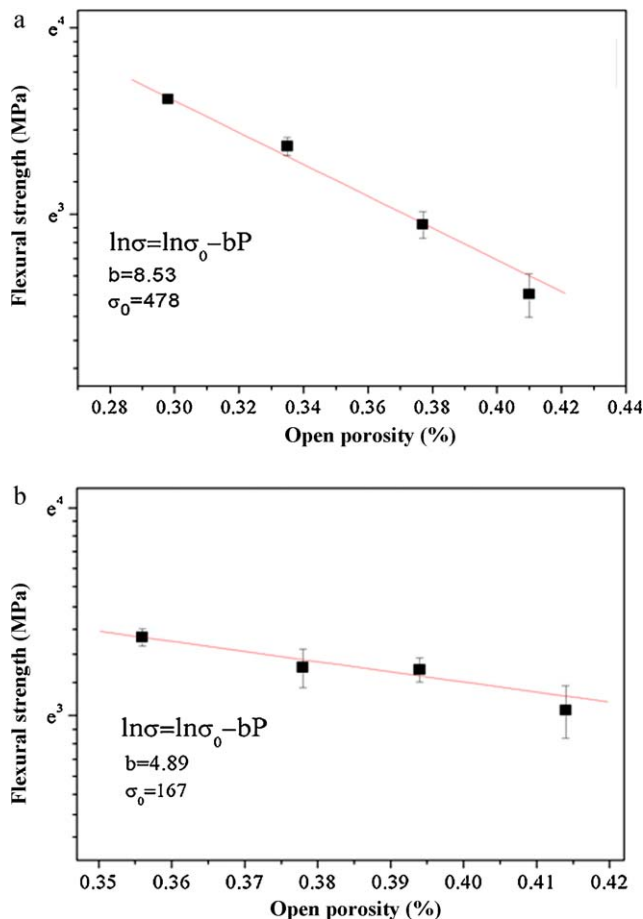 a
e⁴
e³
Flexural strength (MPa)
lnσ=lnσ₀−bP
b=8.53
σ₀=478
0.28 0.30 0.32 0.34 0.36 0.38 0.40 0.42 0.44
Open porosity (%)
b
e⁴
e³
Flexural strength (MPa)
lnσ=lnσ₀−bP
b=4.89
σ₀=167
0.35 0.36 0.37 0.38 0.39 0.40 0.41 0.42
Open porosity (%)